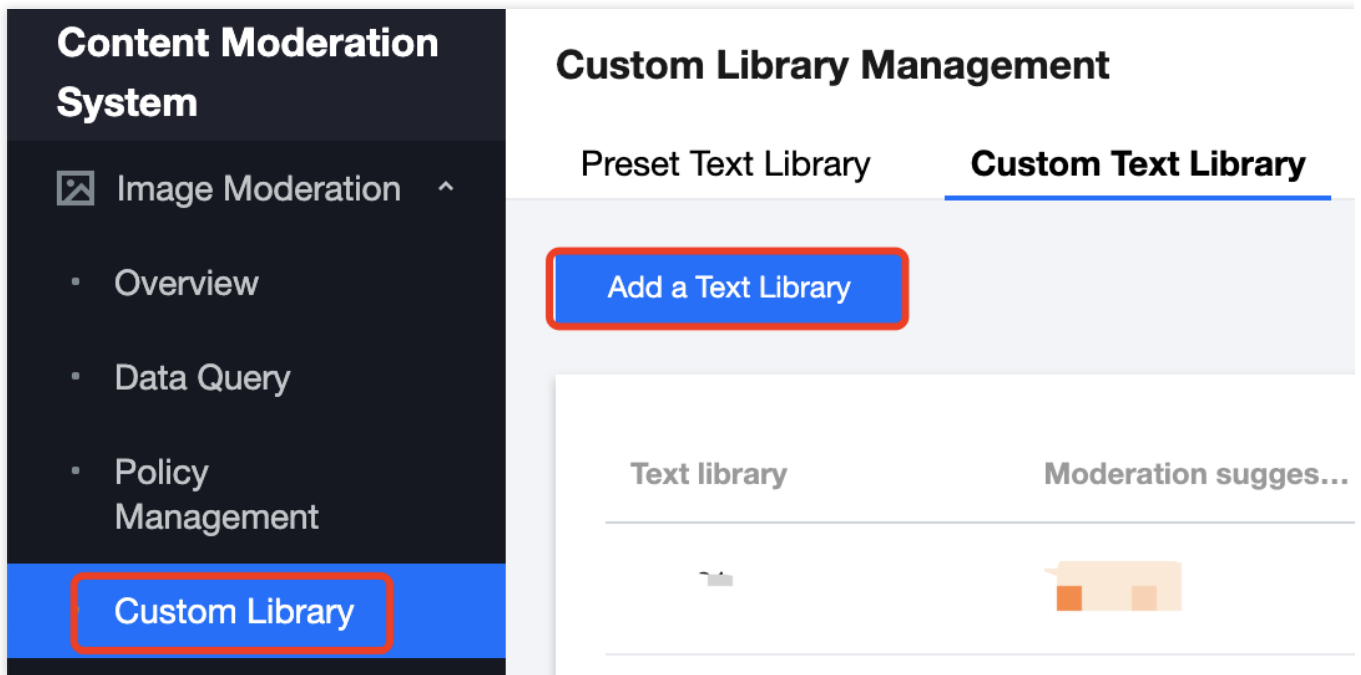 Content Moderation
System
Image Moderation
Overview
Data Query
Policy
Management
Custom Library
Custom Library Management
Preset Text Library
Custom Text Library
Add a Text Library
Text library
Moderation sugges...